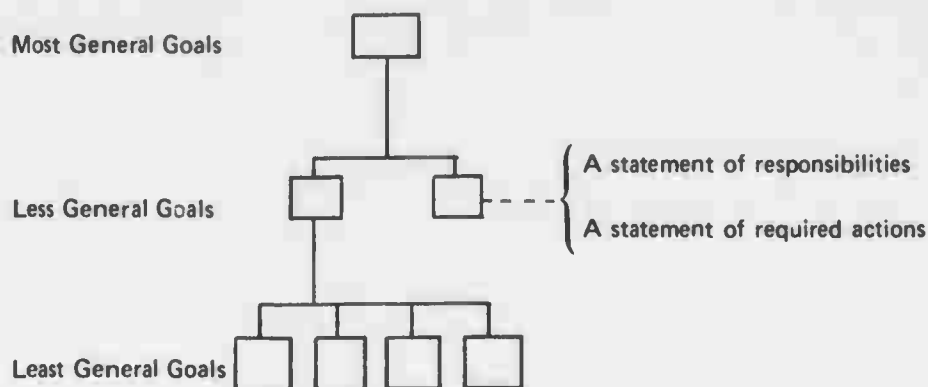 Most General Goals
A statement of responsibilities
Less General Goals
A statement of required actions
Least General Goals